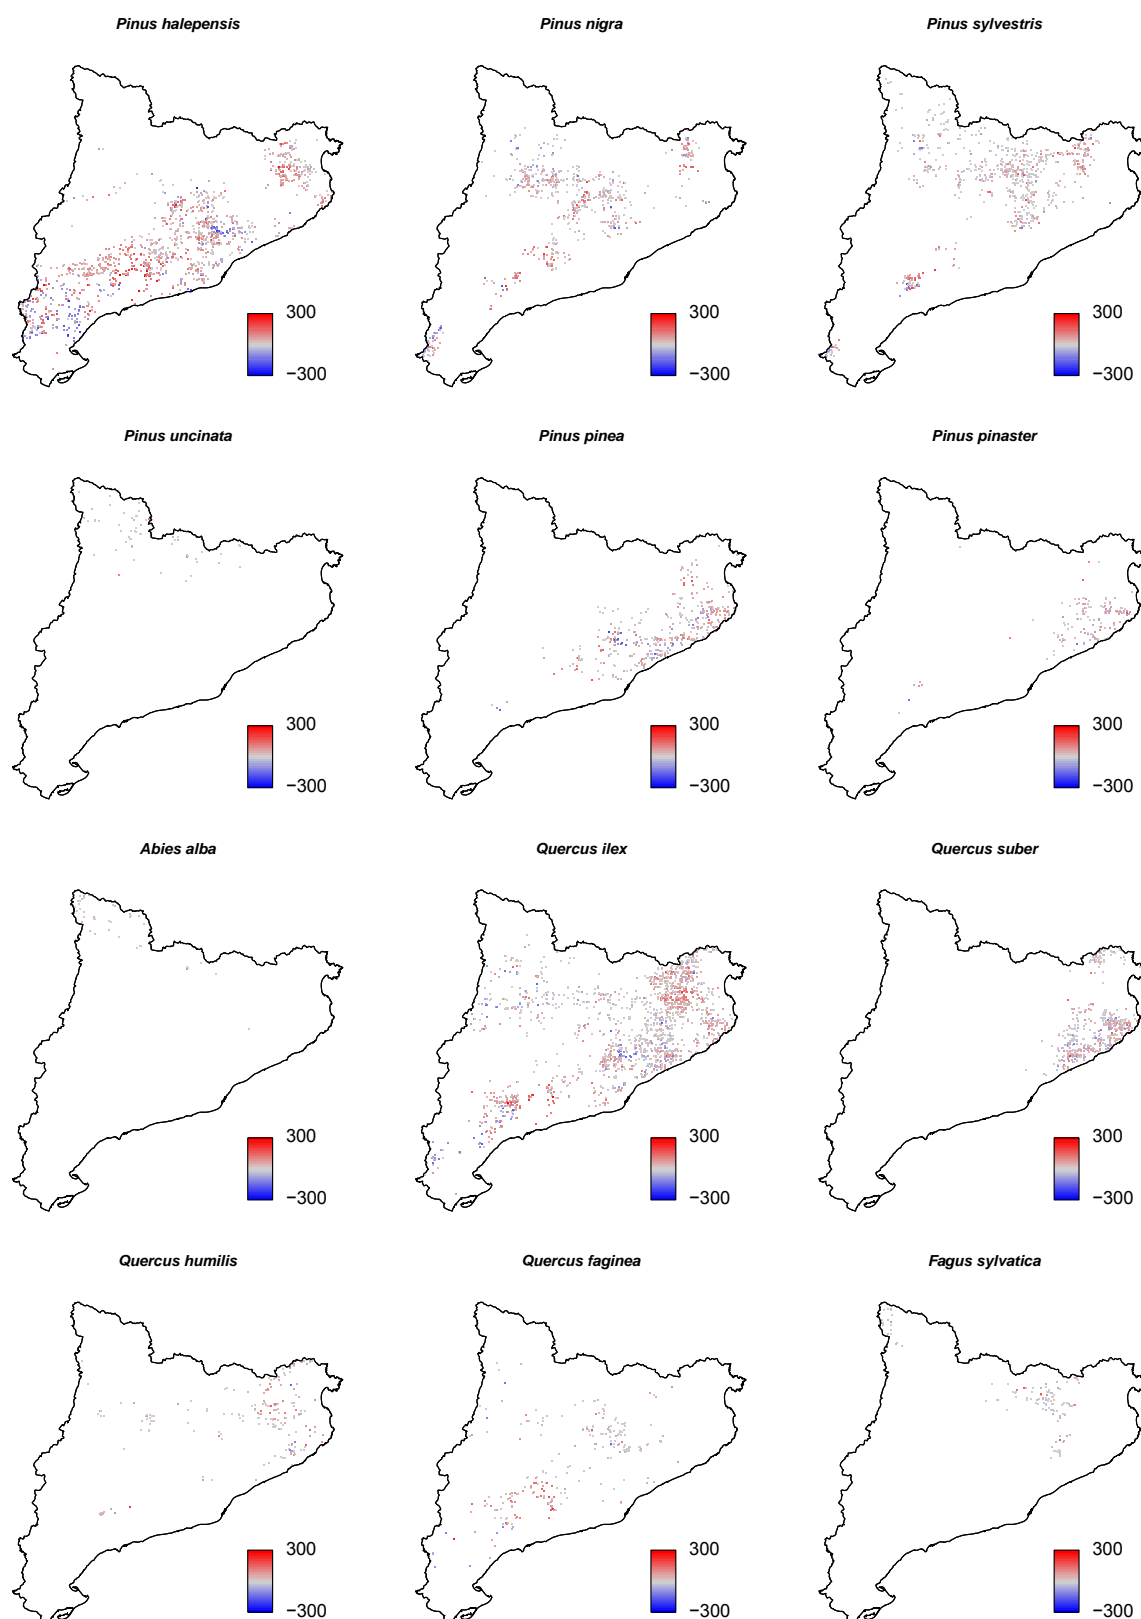 Pinus halepensis
Pinus nigra
Pinus sylvestris
300
−300
300
−300
300
−300
Pinus uncinata
Pinus pinea
Pinus pinaster
300
−300
300
−300
300
−300
Abies alba
Quercus ilex
Quercus suber
300
−300
300
−300
300
−300
Quercus humilis
Quercus faginea
Fagus sylvatica
300
−300
300
−300
300
−300